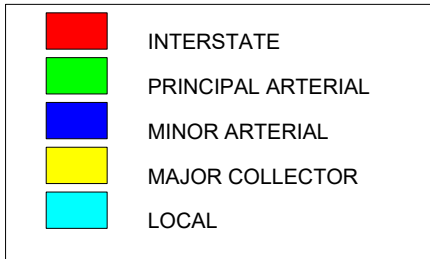 INTERSTATE
PRINCIPAL ARTERIAL
MINOR ARTERIAL
MAJOR COLLECTOR
LOCAL